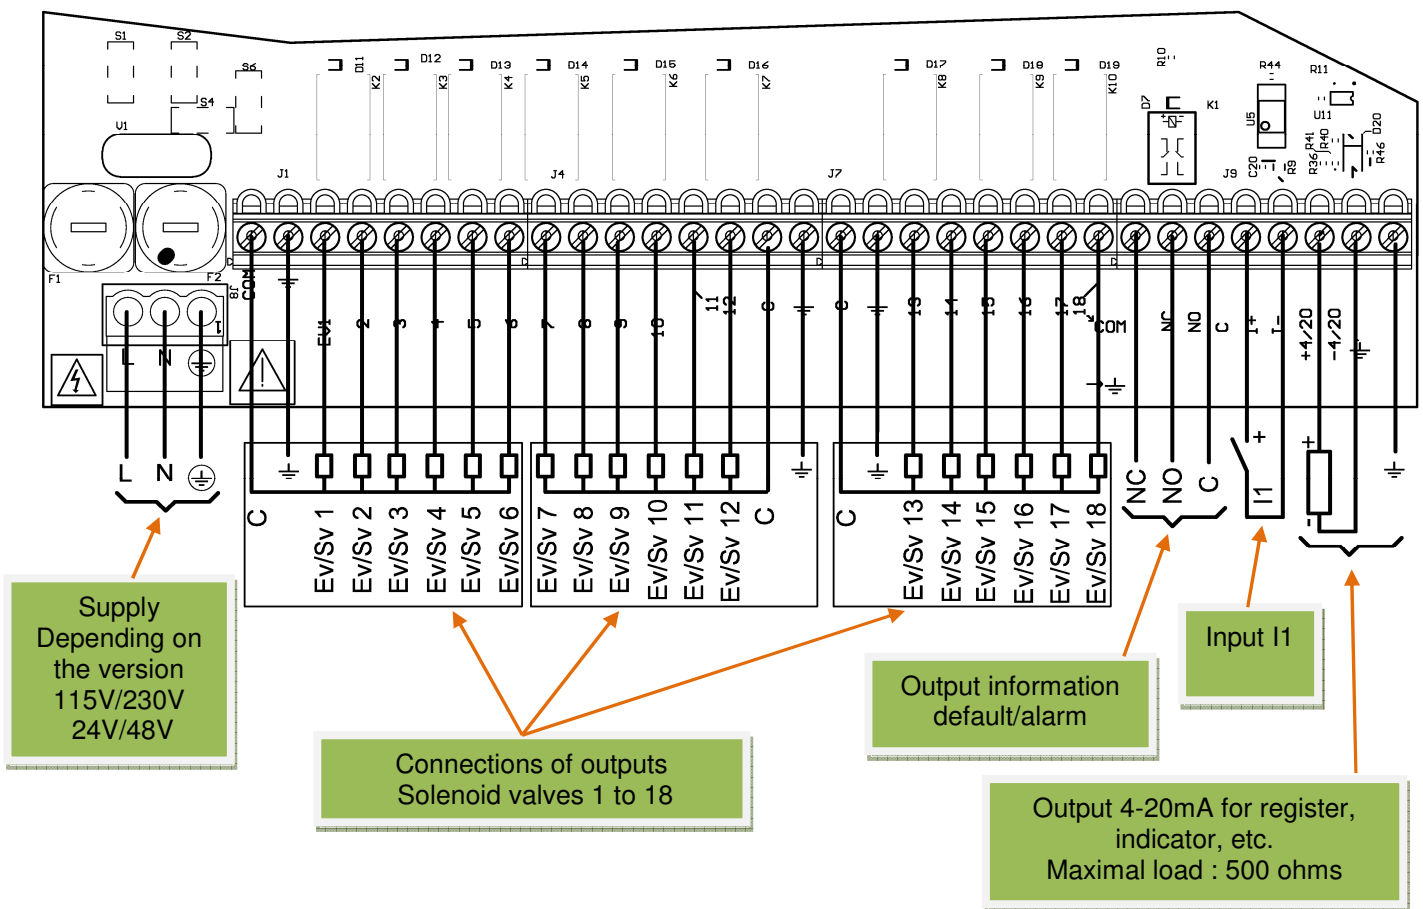 S1
S2
S6
S4
V1
D11
K2
D12
K3
D13
K4
D14
K5
D15
K6
D16
K7
D17
K8
D18
K9
D19
K10
R10
D7
K1
R44
U5
R11
U11
D20
R41
R40
R36
R46
C20
R9
J1
J4
J7
J9
F1
F2
J8
1
L
N
COM
EV1
2
3
4
5
6
7
8
9
10
11
12
C
C
13
14
15
16
17
18
COM
NC
NO
C
I+
I-
+4/20
-4/20
L
N
C
Ev/Sv 1
Ev/Sv 2
Ev/Sv 3
Ev/Sv 4
Ev/Sv 5
Ev/Sv 6
Ev/Sv 7
Ev/Sv 8
Ev/Sv 9
Ev/Sv 10
Ev/Sv 11
Ev/Sv 12
C
C
Ev/Sv 13
Ev/Sv 14
Ev/Sv 15
Ev/Sv 16
Ev/Sv 17
Ev/Sv 18
NC
NO
C
+
I1
+
-
Supply
Depending on
the version
115V/230V
24V/48V
Connections of outputs
Solenoid valves 1 to 18
Output information
default/alarm
Input I1
Output 4-20mA for register,
indicator, etc.
Maximal load : 500 ohms